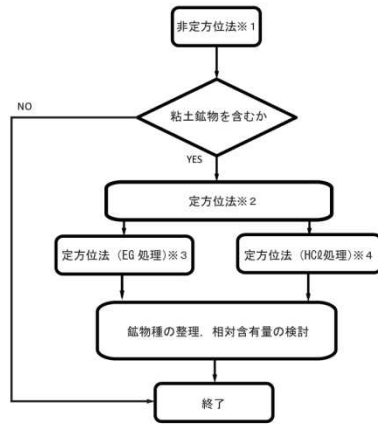 非定方位法※1
粘土鉱物を含むか
NO
YES
定方位法※2
定方位法（EG処理）※3
定方位法（HCℓ処理）※4
鉱物種の整理，相対含有量の検討
終了